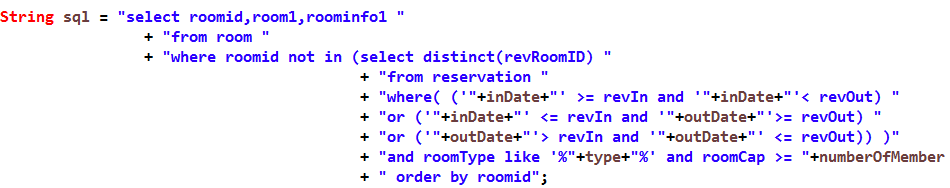 String sql = "select roomid,room1,roominfo1 "
+ "from room "
+ "where roomid not in (select distinct(revRoomID) "
+ "from reservation "
+ "where( ('"+inDate+"' >= revIn and '"+inDate+"'< revOut) "
+ "or ('"+inDate+"' <= revIn and '"+outDate+"'>= revOut) "
+ "or ('"+outDate+"'> revIn and '"+outDate+"' <= revOut)) )"
+ "and roomType like '%"+type+"%' and roomCap >= "+numberOfMember
+ " order by roomid";